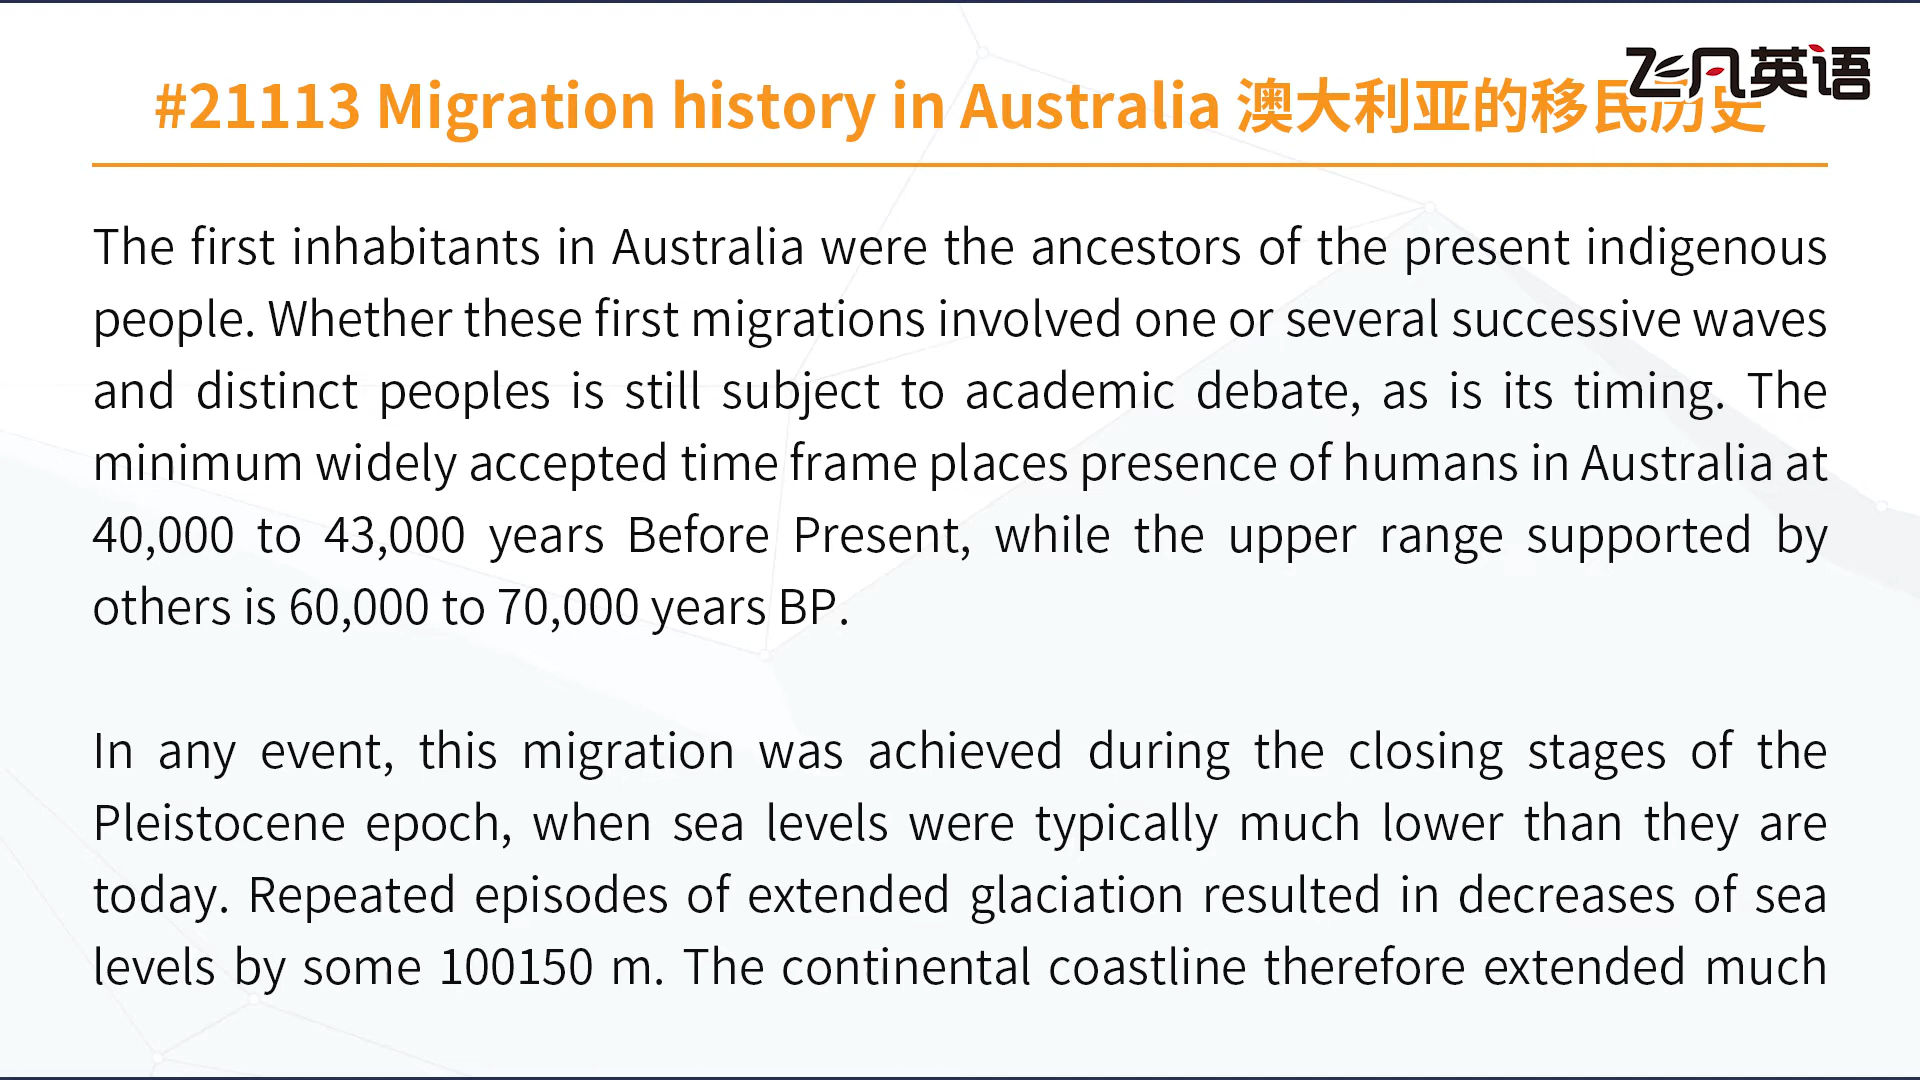 飞凡英语
#21113 Migration history in Australia 澳大利亚的移民历史
The first inhabitants in Australia were the ancestors of the present indigenous
people. Whether these first migrations involved one or several successive waves
and distinct peoples is still subject to academic debate, as is its timing. The
minimum widely accepted time frame places presence of humans in Australia at
40,000 to 43,000 years Before Present, while the upper range supported by
others is 60,000 to 70,000 years BP.
In any event, this migration was achieved during the closing stages of the
Pleistocene epoch, when sea levels were typically much lower than they are
today. Repeated episodes of extended glaciation resulted in decreases of sea
levels by some 100150 m. The continental coastline therefore extended much